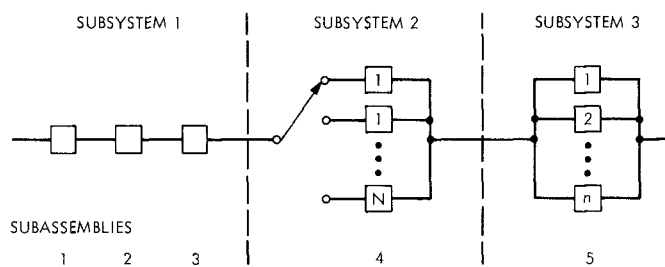 SUBSYSTEM 1 SUBSYSTEM 2 SUBSYSTEM 3
1 1
1 2
N n
SUBASSEMBLIES
1 2 3 4 5